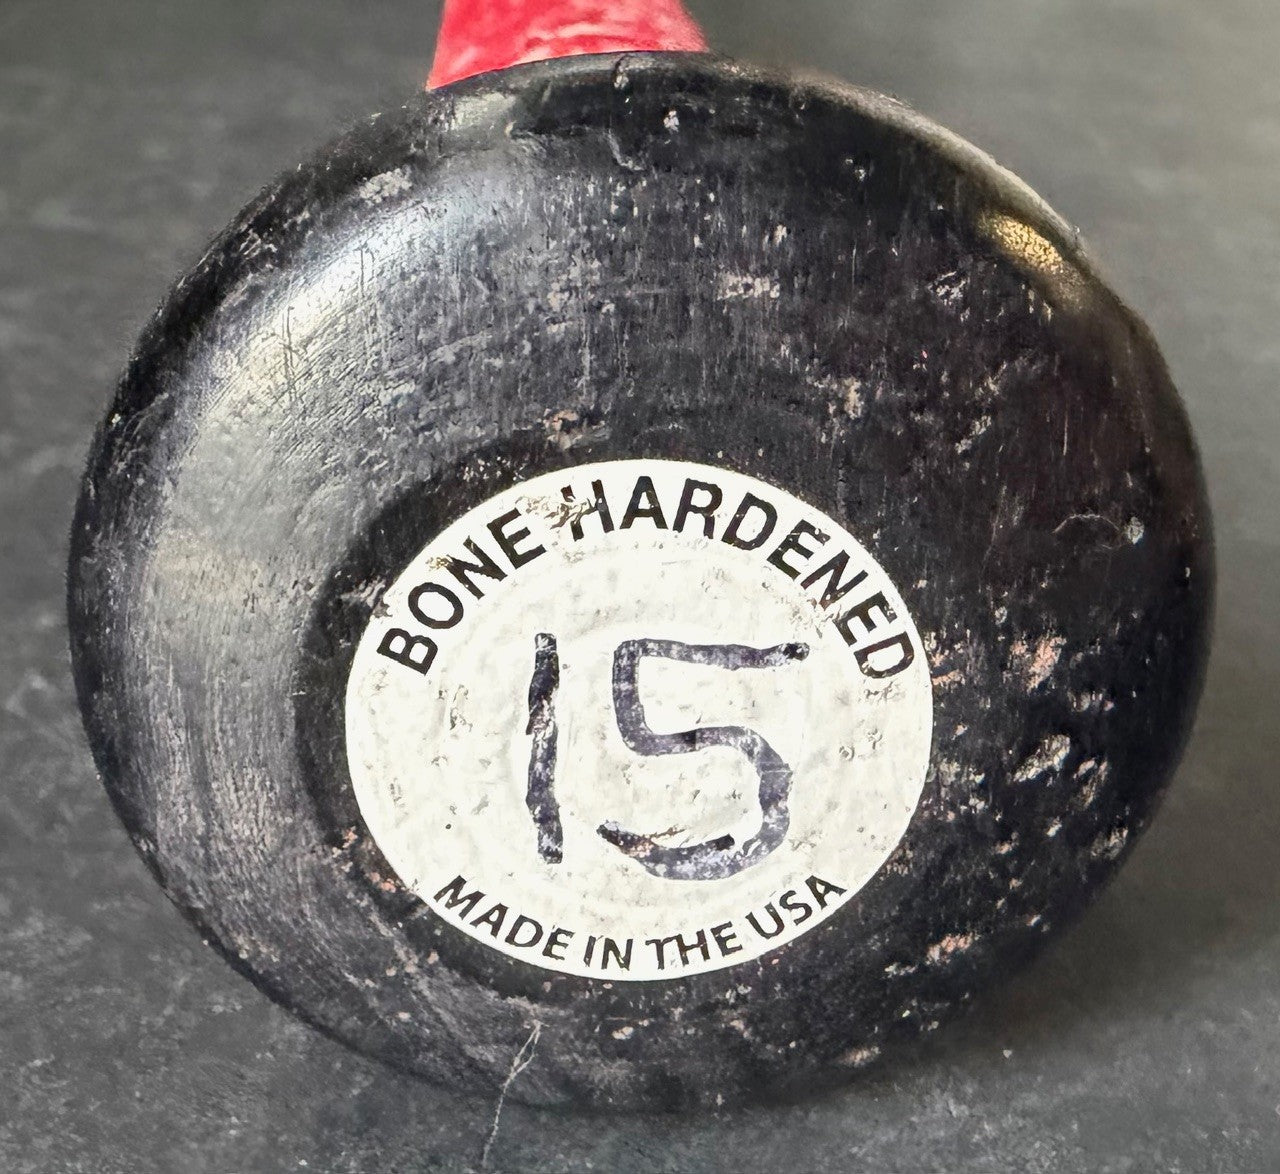 BONE HARDENED
15
MADE IN THE USA